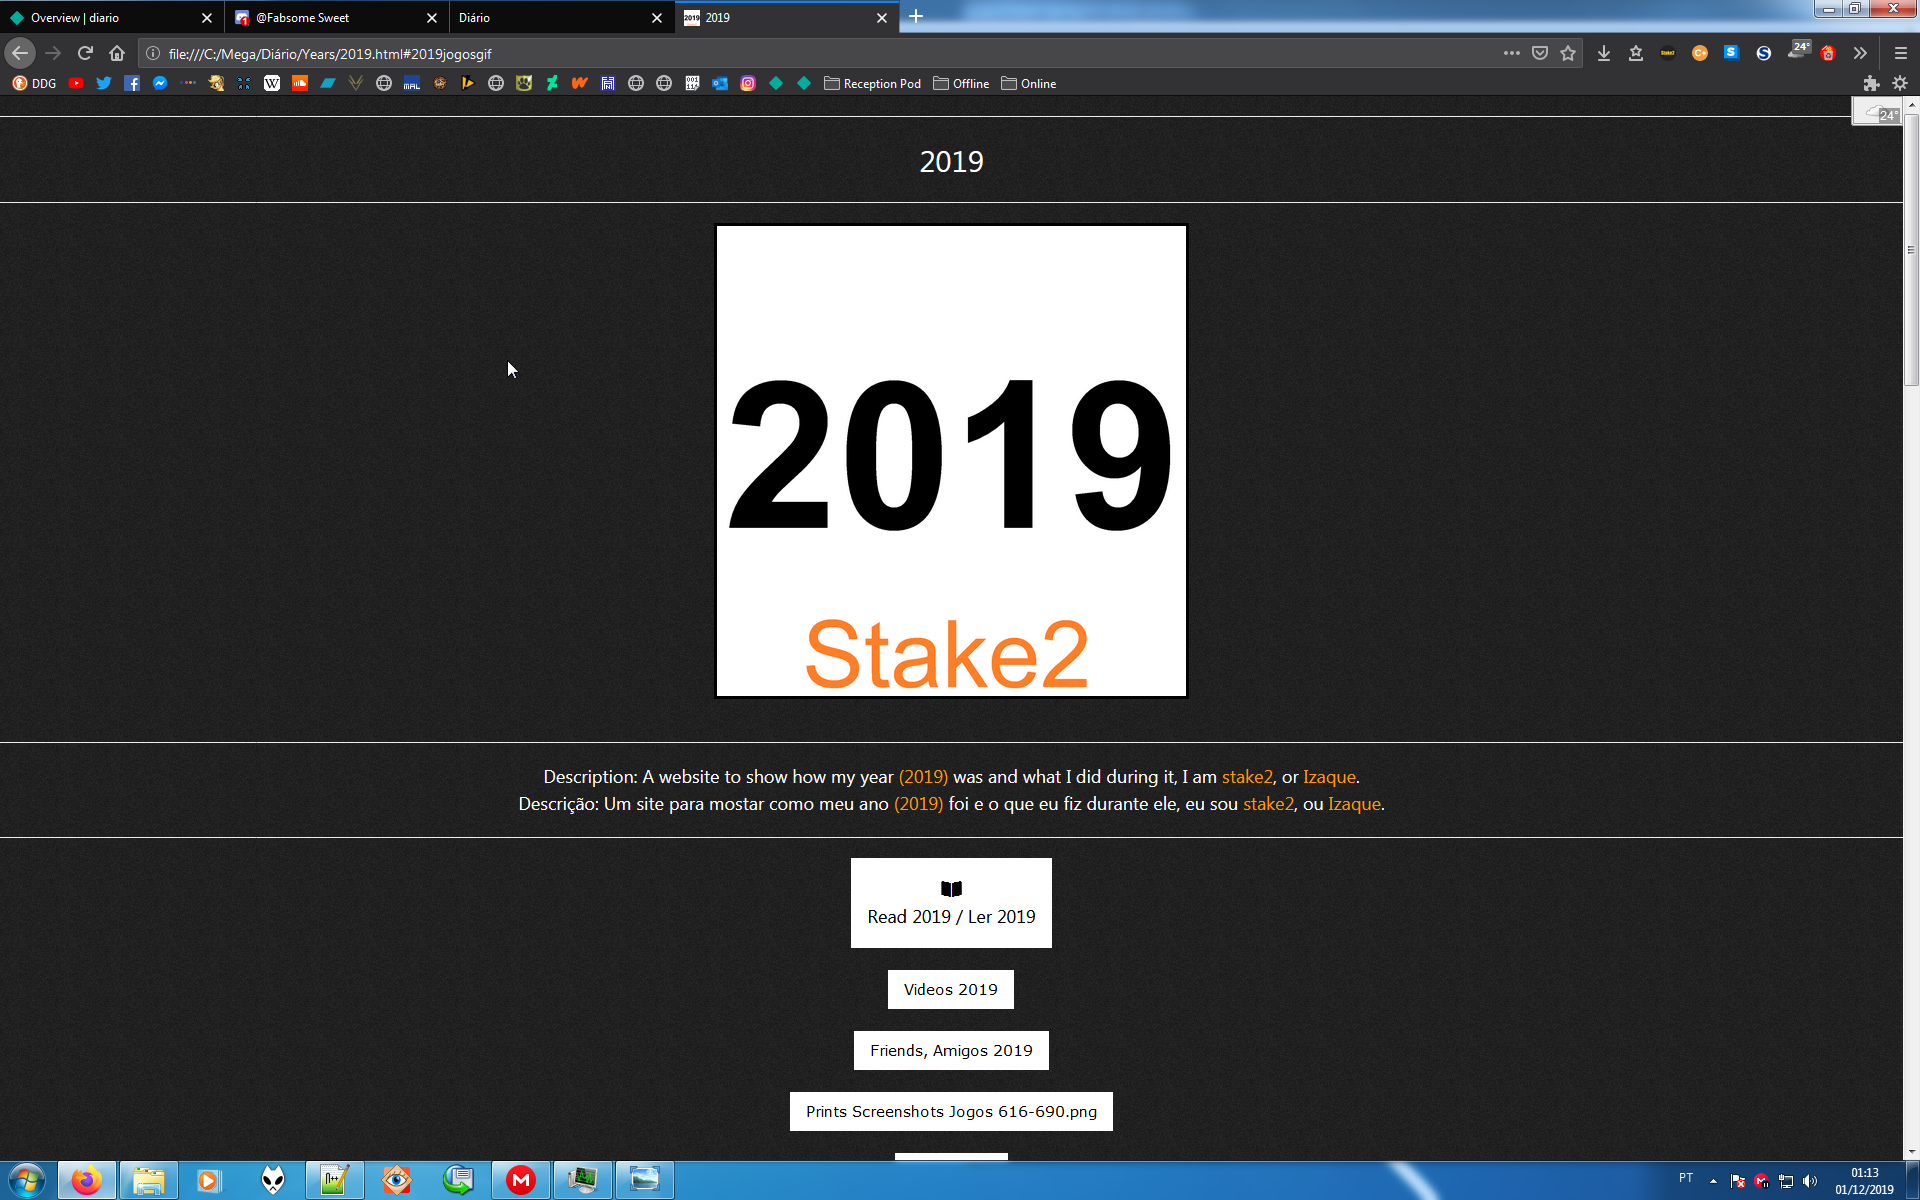 Overview | diario
@Fabsome Sweet
Diário
2019
2019
file:///C:/Mega/Diário/Years/2019.html#2019jogosgif
24°
DDG
W
MAL
Reception Pod
Offline
Online
24°
2019
2019
Stake2
Description: A website to show how my year (2019) was and what I did during it, I am stake2, or Izaque.
Descrição: Um site para mostar como meu ano (2019) foi e o que eu fiz durante ele, eu sou stake2, ou Izaque.
Read 2019 / Ler 2019
Videos 2019
Friends, Amigos 2019
Prints Screenshots Jogos 616-690.png
PT
01:13
01/12/2019